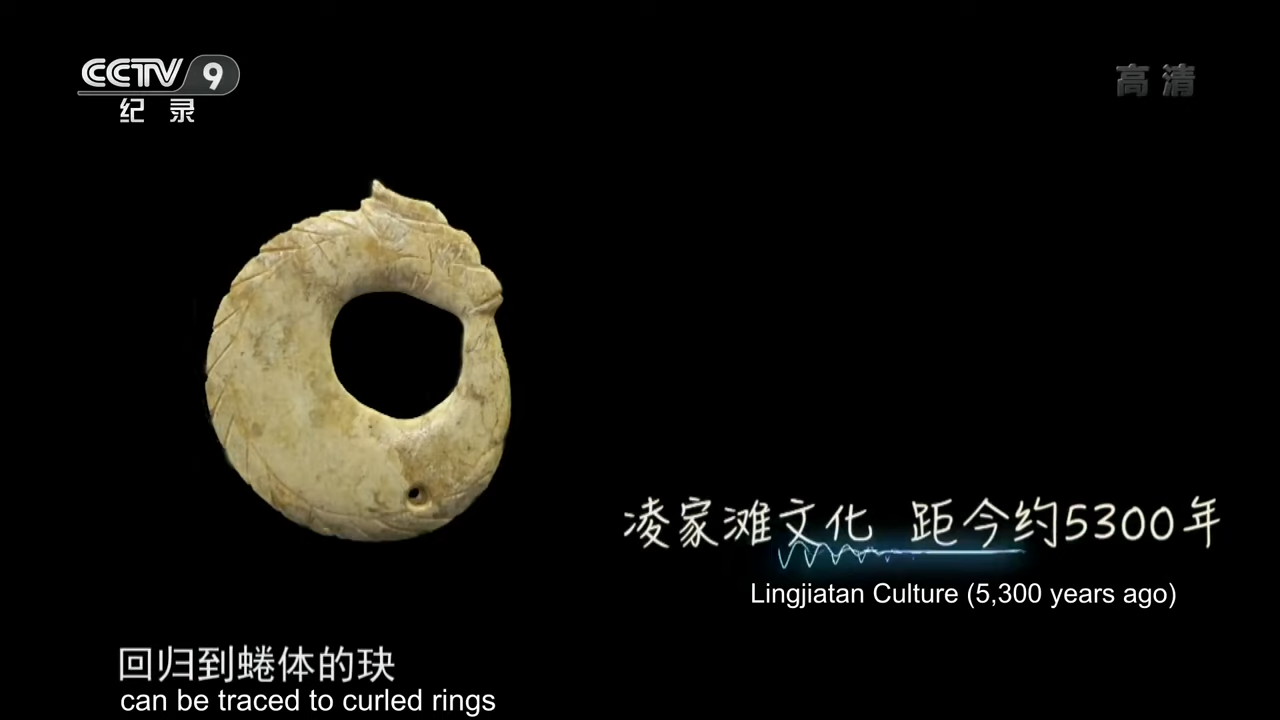 CCTV 9
纪录
高清
凌家滩文化 距今约5300年
Lingjiatan Culture (5,300 years ago)
回归到蜷体的玦
can be traced to curled rings